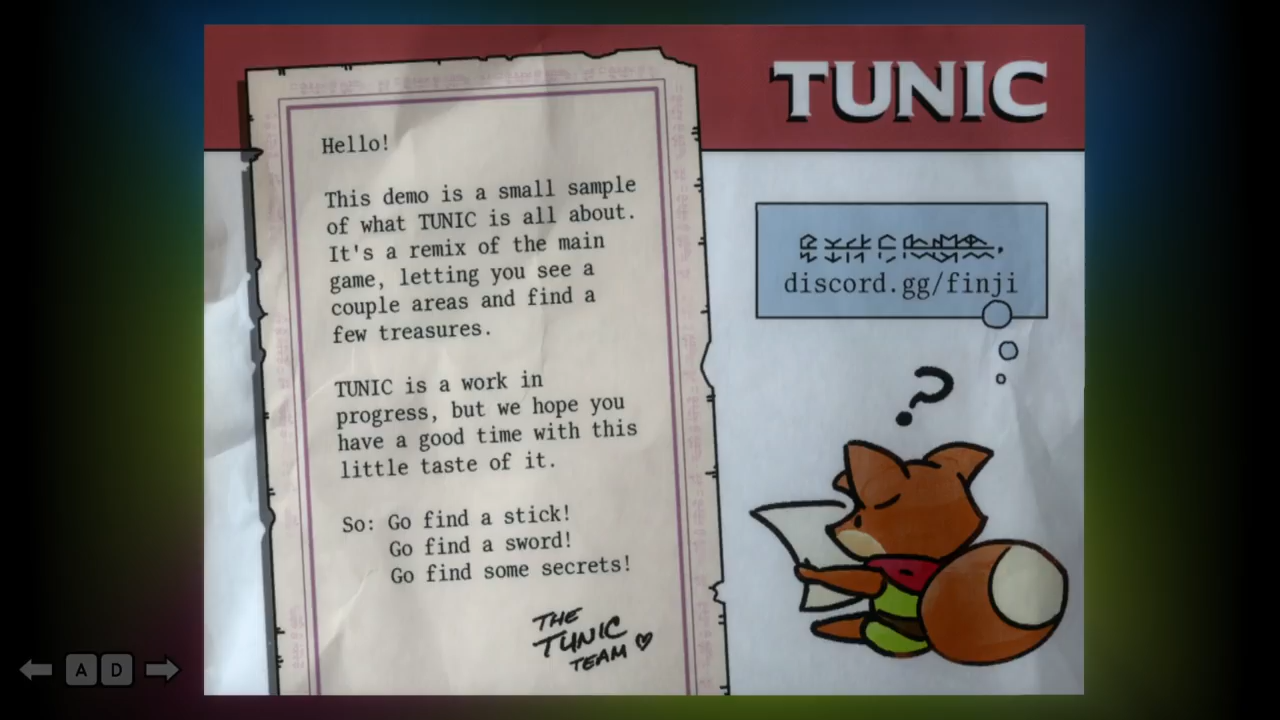 TUNIC
Hello!
This demo is a small sample
of what TUNIC is all about.
It's a remix of the main
game, letting you see a
couple areas and find a
few treasures.
TUNIC is a work in
progress, but we hope you
have a good time with this
little taste of it.
So: Go find a stick!
Go find a sword!
Go find some secrets!
THE
TUNIC
TEAM ♡
discord.gg/finji
?
A D